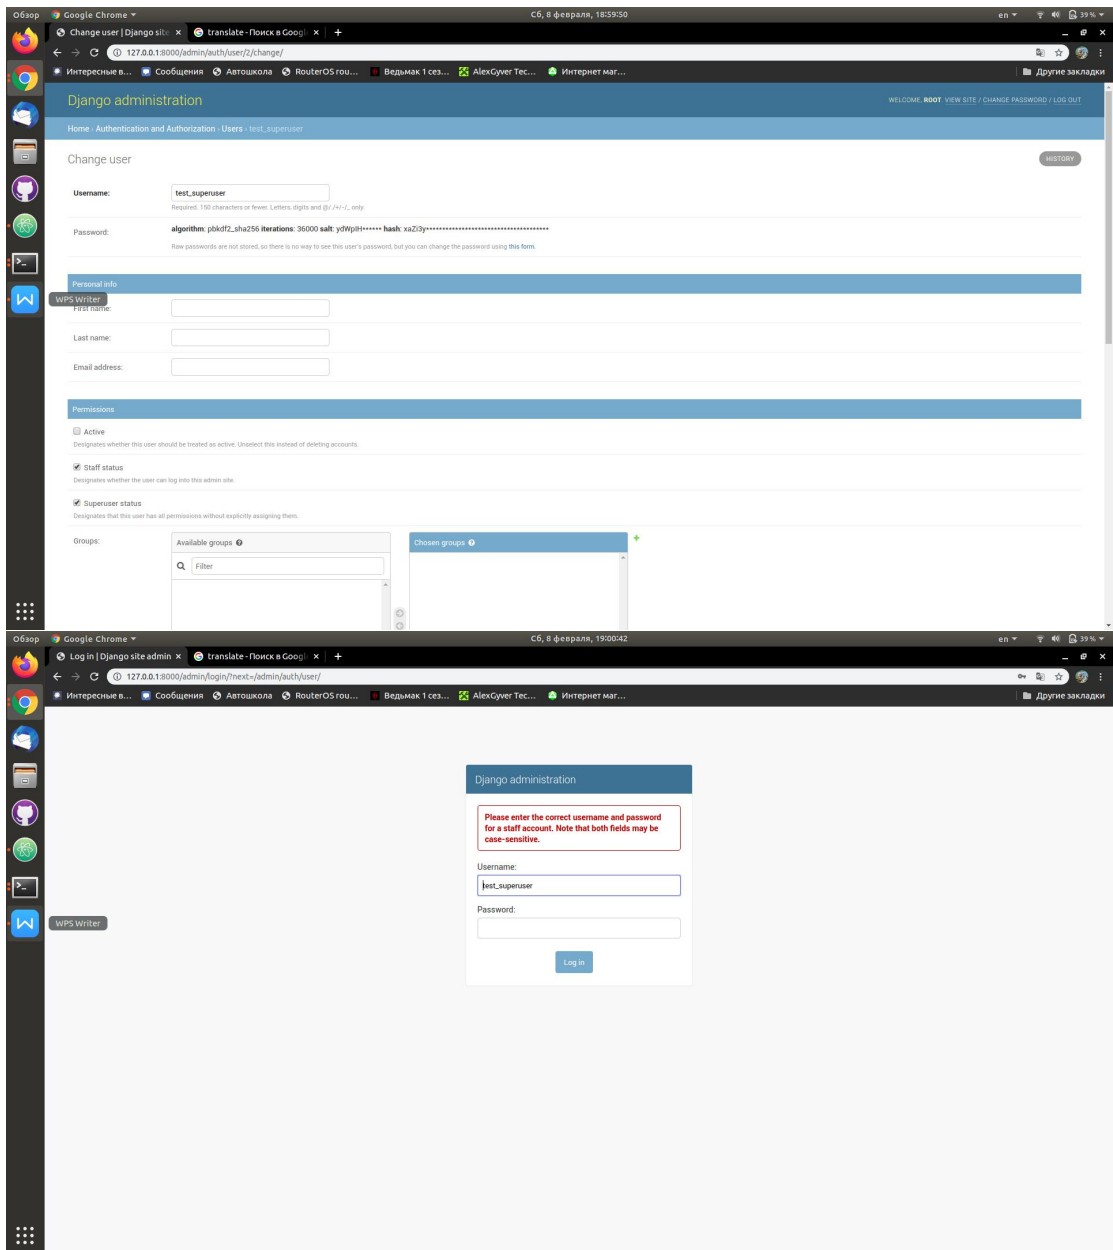 Обзор Google Chrome Сб, 8 февраля, 18:59:50 en 39%
Change user | Django site translate - Поиск в Googl
127.0.0.1:8000/admin/auth/user/2/change/
Интересные в... Сообщения Автошкола RouterOS rou... Ведьмак 1 сез... AlexGyver Tec... Интернет маг... Другие закладки
Django administration WELCOME, ROOT VIEW SITE / CHANGE PASSWORD / LOG OUT
Home › Authentication and Authorization › Users › test_superuser
Change user HISTORY
Username: test_superuser
Required. 150 characters or fewer. Letters, digits and @/./+/-/_ only.
Password: algorithm: pbkdf2_sha256 iterations: 36000 salt: ydWpIH****** hash: xaZi3y**************************************
Raw passwords are not stored, so there is no way to see this user's password, but you can change the password using this form.
Personal info
WPS Writer
First name:
Last name:
Email address:
Permissions
Active
Designates whether this user should be treated as active. Unselect this instead of deleting accounts.
Staff status
Designates whether the user can log into this admin site.
Superuser status
Designates that this user has all permissions without explicitly assigning them.
Groups: Available groups Chosen groups
Filter
Обзор Google Chrome Сб, 8 февраля, 19:00:42 en 39%
Log in | Django site admin translate - Поиск в Googl
127.0.0.1:8000/admin/login/?next=/admin/auth/user/
Интересные в... Сообщения Автошкола RouterOS rou... Ведьмак 1 сез... AlexGyver Tec... Интернет маг... Другие закладки
Django administration
Please enter the correct username and password
for a staff account. Note that both fields may be
case-sensitive.
Username:
test_superuser
Password:
WPS Writer
Log in